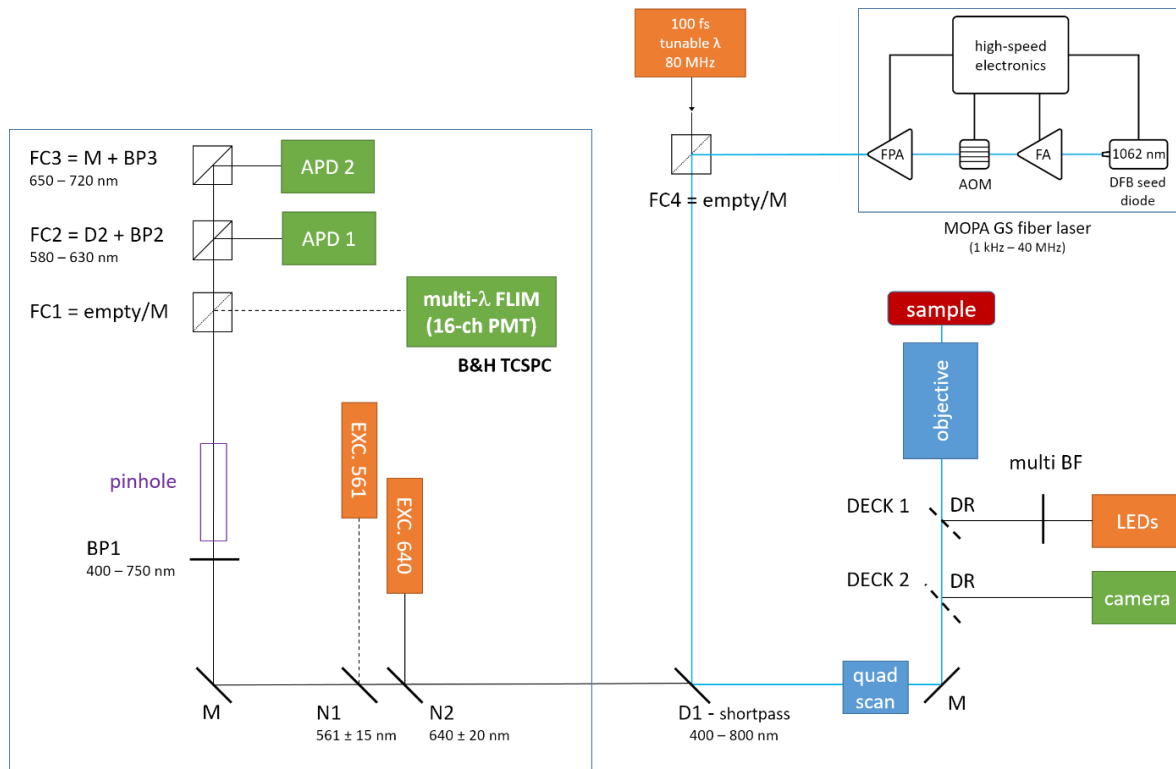 100 fs
tunable λ
80 MHz
high-speed
electronics
FPA
AOM
FA
1062 nm
DFB seed
diode
MOPA GS fiber laser
(1 kHz – 40 MHz)
FC4 = empty/M
FC3 = M + BP3
650 – 720 nm
APD 2
FC2 = D2 + BP2
580 – 630 nm
APD 1
FC1 = empty/M
multi-λ FLIM
(16-ch PMT)
B&H TCSPC
pinhole
EXC. 561
EXC. 640
BP1
400 – 750 nm
M
N1
561 ± 15 nm
N2
640 ± 20 nm
sample
objective
multi BF
DECK 1
DR
LEDs
DECK 2
DR
camera
quad
scan
M
D1 - shortpass
400 – 800 nm